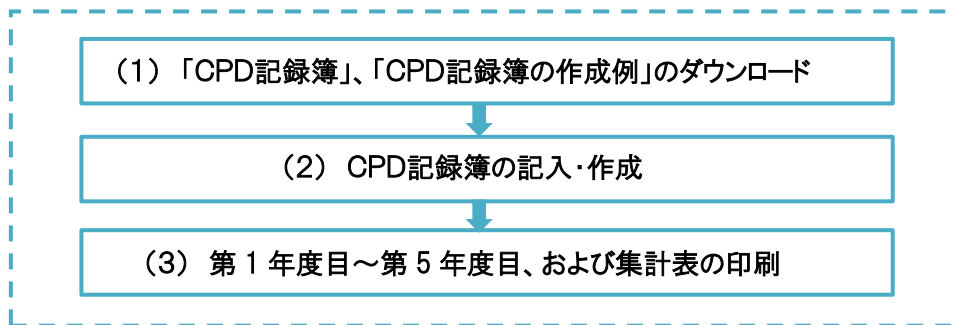 （１）「ＣＰＤ記録簿」、「ＣＰＤ記録簿の作成例」のダウンロード
（２） ＣＰＤ記録簿の記入・作成
（３） 第１年度目～第５年度目、および集計表の印刷